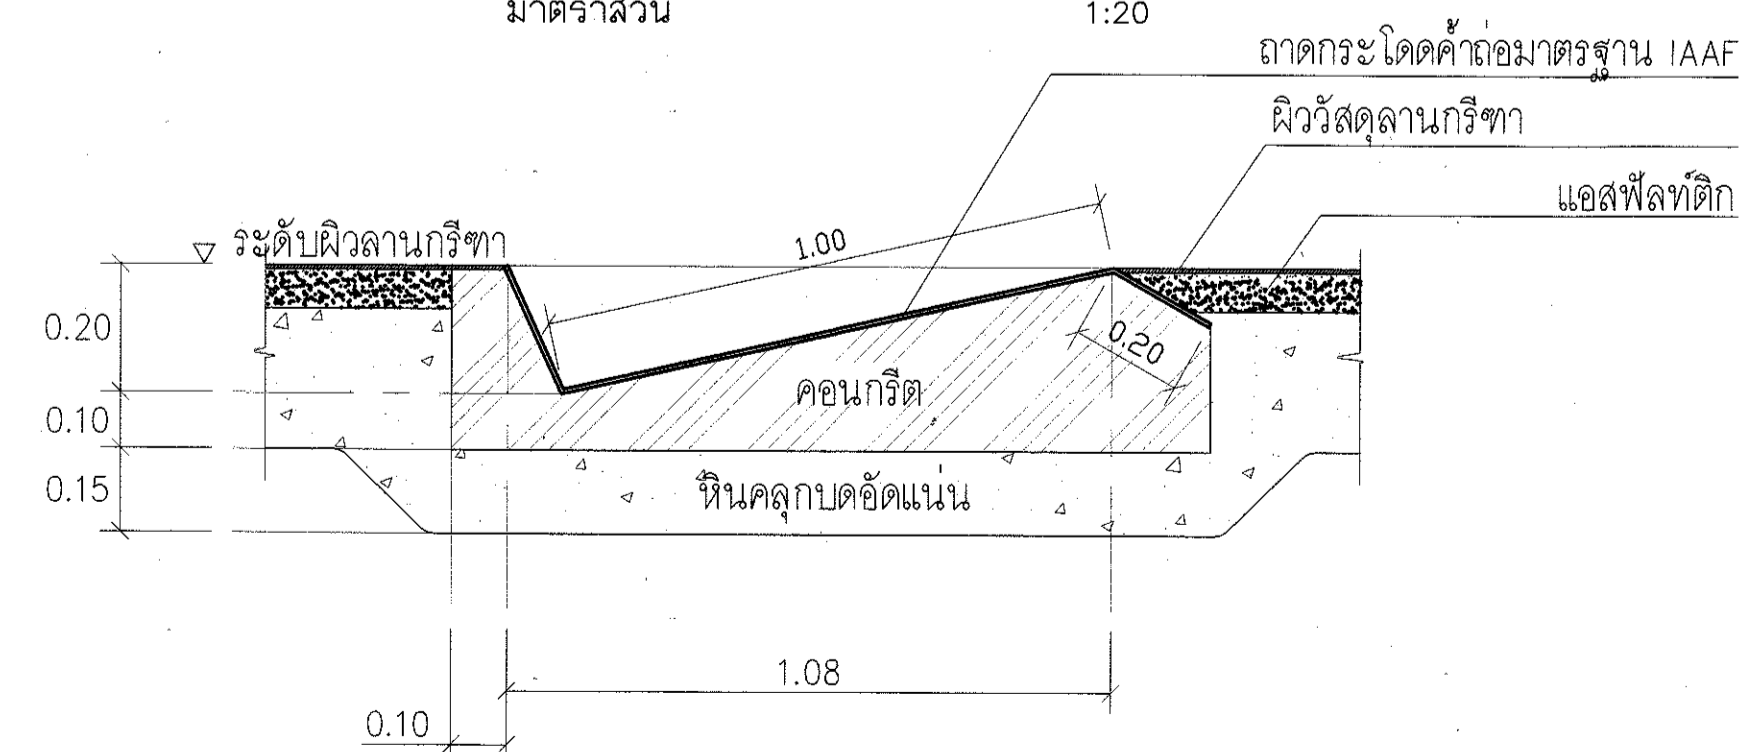 มาตราส่วน 1:20
ถาดกระโดดค้ำถ่อมาตรฐาน IAAF
ผิววัสดุลานกรีฑา
แอสฟัลท์ติก
ระดับผิวลานกรีฑา
1.00
0.20
0.20
0.10
คอนกรีต
0.15
หินคลุกบดอัดแน่น
1.08
0.10